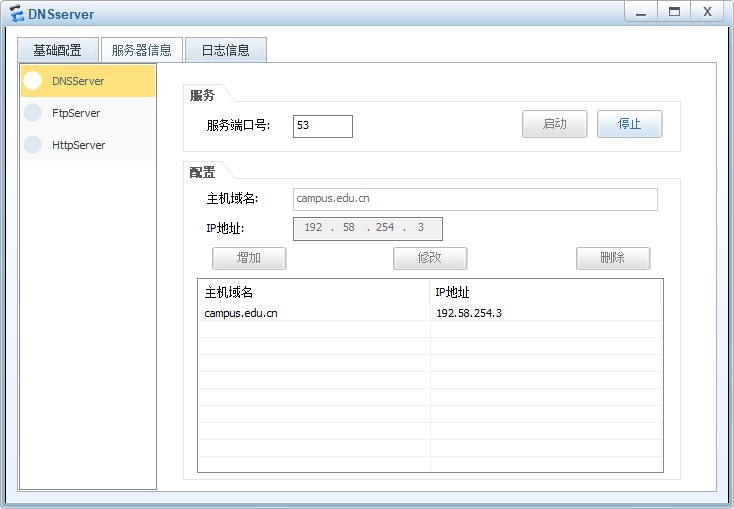 DNSserver
基础配置 服务器信息 日志信息
DNSServer
FtpServer
HttpServer
服务
服务端口号: 53 启动 停止
配置
主机域名: campus.edu.cn
IP地址: 192 . 58 . 254 . 3
增加 修改 删除
主机域名 IP地址
campus.edu.cn 192.58.254.3